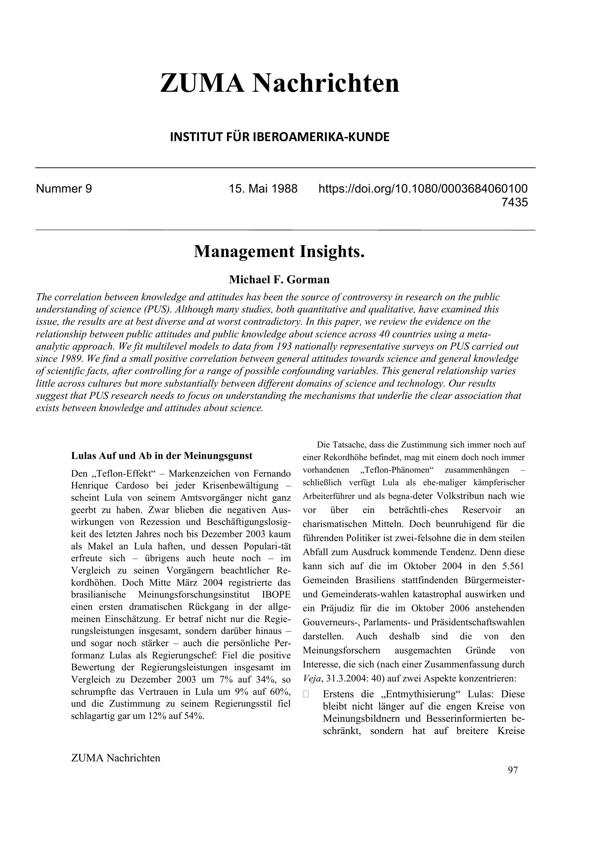 ZUMA Nachrichten
INSTITUT FÜR IBEROAMERIKA-KUNDE
Nummer 9
15. Mai 1988
https://doi.org/10.1080/0003684060100
7435
Management Insights.
Michael F. Gorman
The correlation between knowledge and attitudes has been the source of controversy in research on the public
understanding of science (PUS). Although many studies, both quantitative and qualitative, have examined this
issue, the results are at best diverse and at worst contradictory. In this paper, we review the evidence on the
relationship between public attitudes and public knowledge about science across 40 countries using a meta-
analytic approach. We fit multilevel models to data from 193 nationally representative surveys on PUS carried out
since 1989. We find a small positive correlation between general attitudes towards science and general knowledge
of scientific facts, after controlling for a range of possible confounding variables. This general relationship varies
little across cultures but more substantially between different domains of science and technology. Our results
suggest that PUS research needs to focus on understanding the mechanisms that underlie the clear association that
exists between knowledge and attitudes about science.
Lulas Auf und Ab in der Meinungsgunst
Den „Teflon-Effekt“ – Markenzeichen von Fernando
Henrique Cardoso bei jeder Krisenbewältigung –
scheint Lula von seinem Amtsvorgänger nicht ganz
geerbt zu haben. Zwar blieben die negativen Aus-
wirkungen von Rezession und Beschäftigungslosig-
keit des letzten Jahres noch bis Dezember 2003 kaum
als Makel an Lula haften, und dessen Populari-tät
erfreute sich – übrigens auch heute noch – im
Vergleich zu seinen Vorgängern beachtlicher Re-
kordhöhen. Doch Mitte März 2004 registrierte das
brasilianische Meinungsforschungsinstitut IBOPE
einen ersten dramatischen Rückgang in der allge-
meinen Einschätzung. Er betraf nicht nur die Regie-
rungsleistungen insgesamt, sondern darüber hinaus –
und sogar noch stärker – auch die persönliche Per-
formanz Lulas als Regierungschef: Fiel die positive
Bewertung der Regierungsleistungen insgesamt im
Vergleich zu Dezember 2003 um 7% auf 34%, so
schrumpfte das Vertrauen in Lula um 9% auf 60%,
und die Zustimmung zu seinem Regierungsstil fiel
schlagartig gar um 12% auf 54%.
Die Tatsache, dass die Zustimmung sich immer noch auf
einer Rekordhöhe befindet, mag mit einem doch noch immer
vorhandenen „Teflon-Phänomen“ zusammenhängen –
schließlich verfügt Lula als ehe-maliger kämpferischer
Arbeiterführer und als begna-deter Volkstribun nach wie
vor über ein beträchtli-ches Reservoir an
charismatischen Mitteln. Doch beunruhigend für die
führenden Politiker ist zwei-felsohne die in dem steilen
Abfall zum Ausdruck kommende Tendenz. Denn diese
kann sich auf die im Oktober 2004 in den 5.561
Gemeinden Brasiliens stattfindenden Bürgermeister-
und Gemeinderats-wahlen katastrophal auswirken und
ein Präjudiz für die im Oktober 2006 anstehenden
Gouverneurs-, Parlaments- und Präsidentschaftswahlen
darstellen. Auch deshalb sind die von den
Meinungsforschern ausgemachten Gründe von
Interesse, die sich (nach einer Zusammenfassung durch
Veja, 31.3.2004: 40) auf zwei Aspekte konzentrieren:
Erstens die „Entmythisierung“ Lulas: Diese
bleibt nicht länger auf die engen Kreise von
Meinungsbildnern und Besserinformierten be-
schränkt, sondern hat auf breitere Kreise
ZUMA Nachrichten
97